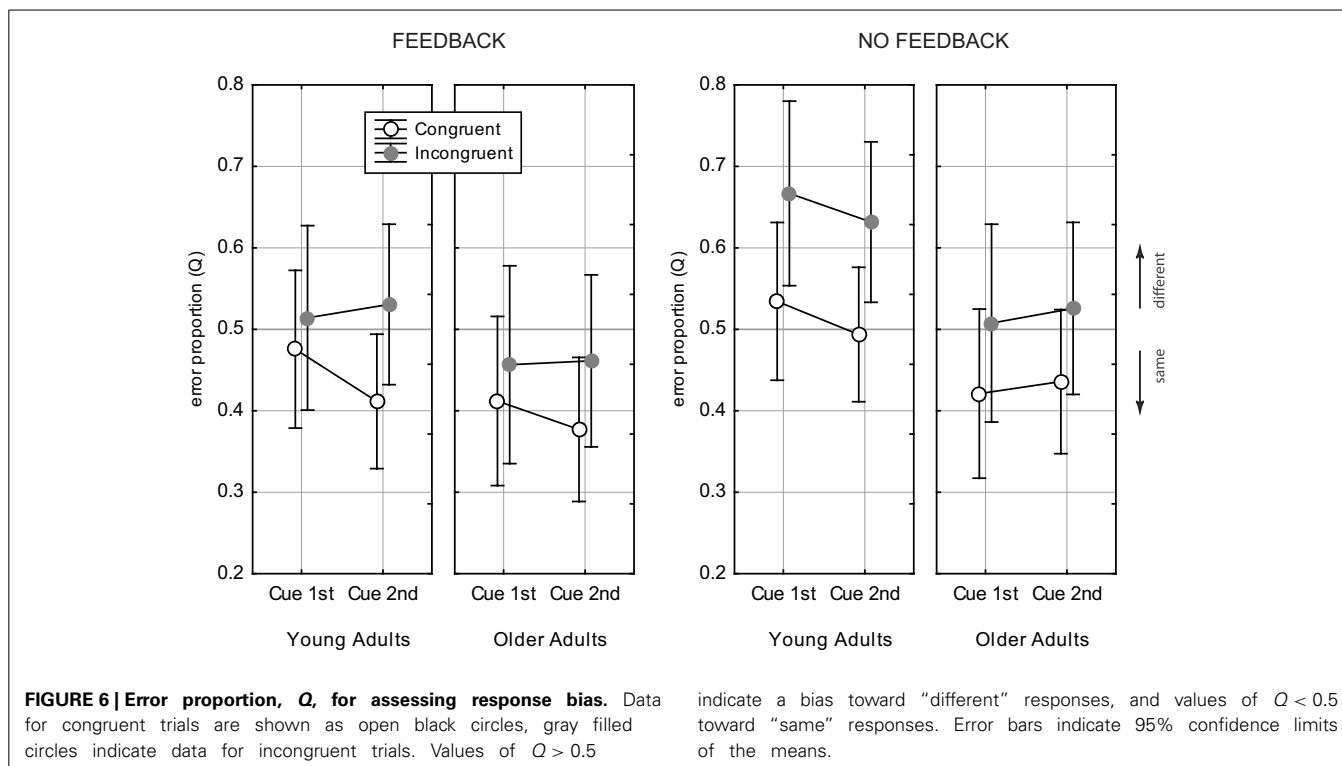 FEEDBACK
NO FEEDBACK
0.8
0.7
0.6
0.5
0.4
0.3
0.2
error proportion (Q)
Congruent
Incongruent
Cue 1st Cue 2nd
Young Adults
Cue 1st Cue 2nd
Older Adults
0.8
0.7
0.6
0.5
0.4
0.3
0.2
error proportion (Q)
Cue 1st Cue 2nd
Young Adults
Cue 1st Cue 2nd
Older Adults
different
same
FIGURE 6 | Error proportion, Q, for assessing response bias. Data
for congruent trials are shown as open black circles, gray filled
circles indicate data for incongruent trials. Values of Q > 0.5
indicate a bias toward “different” responses, and values of Q < 0.5
toward “same” responses. Error bars indicate 95% confidence limits
of the means.